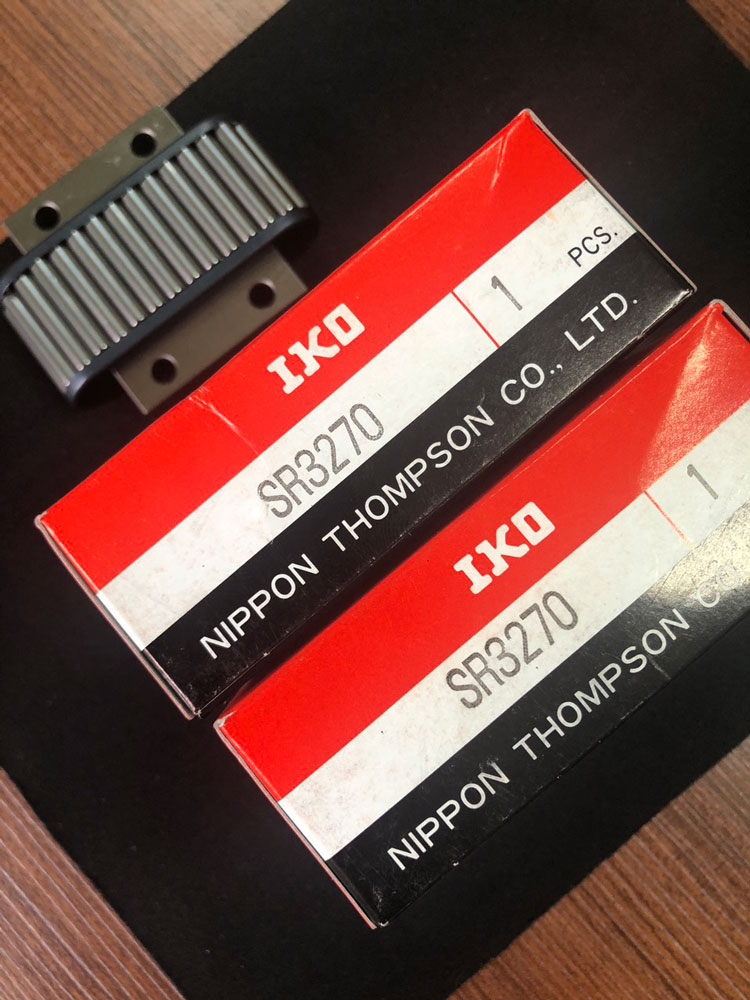 IKO
SR3270
1 PCS.
NIPPON THOMPSON CO., LTD.
IKO
SR3270
1
NIPPON THOMPSON